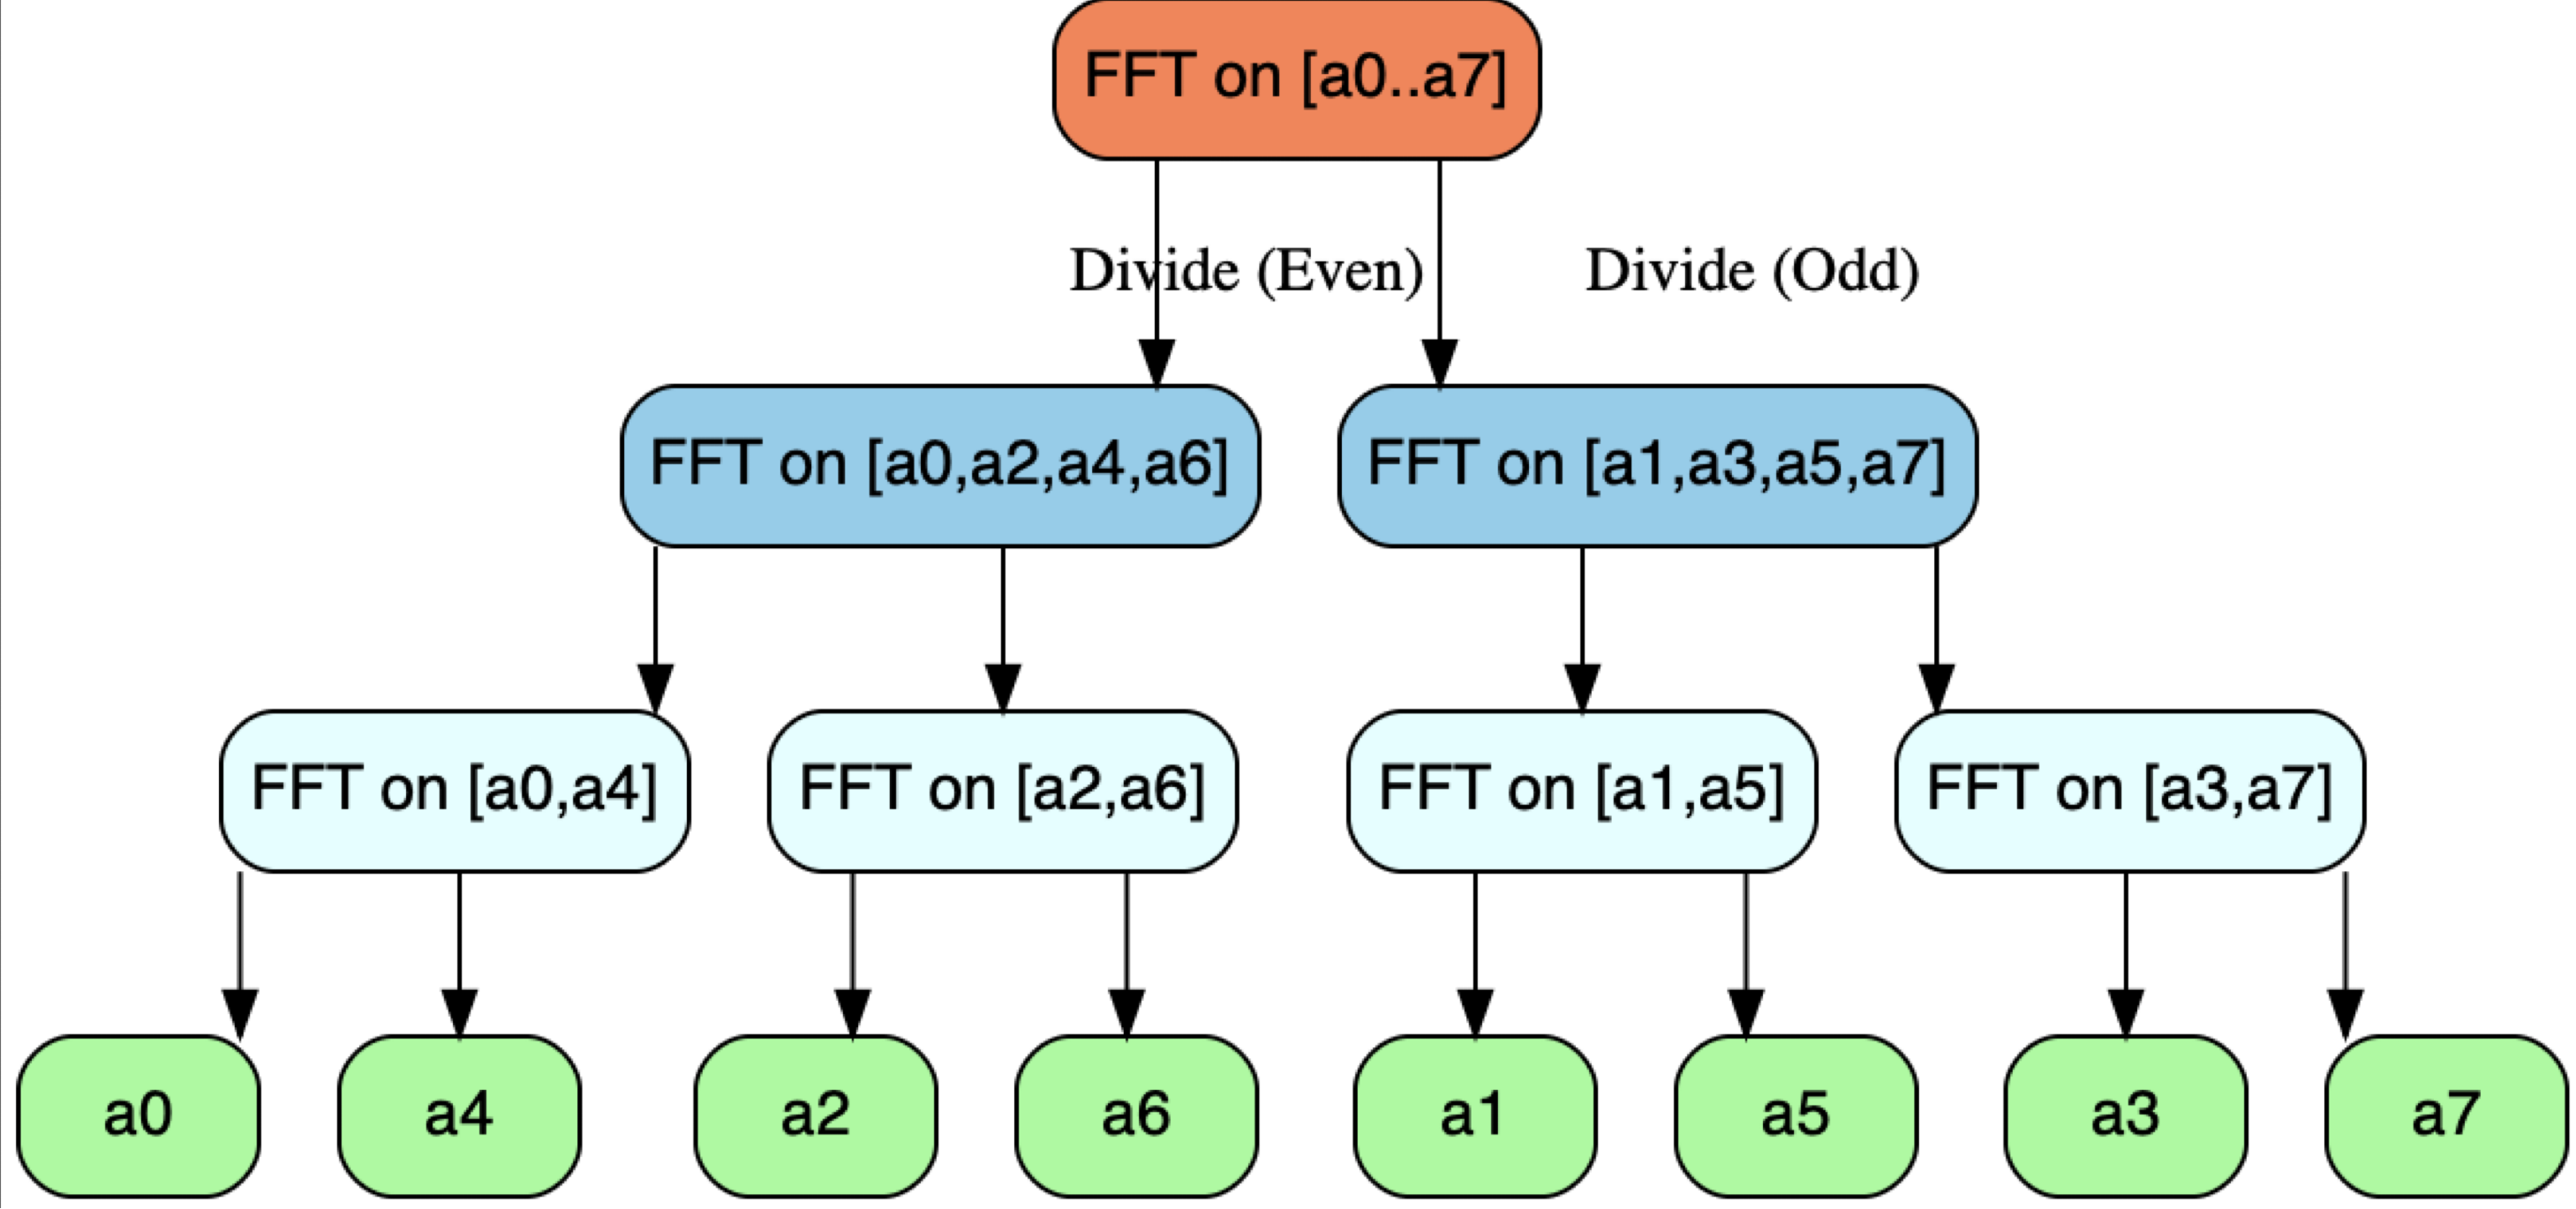 FFT on [a0..a7]
Divide (Even)
Divide (Odd)
FFT on [a0,a2,a4,a6]
FFT on [a1,a3,a5,a7]
FFT on [a0,a4]
FFT on [a2,a6]
FFT on [a1,a5]
FFT on [a3,a7]
a0
a4
a2
a6
a1
a5
a3
a7